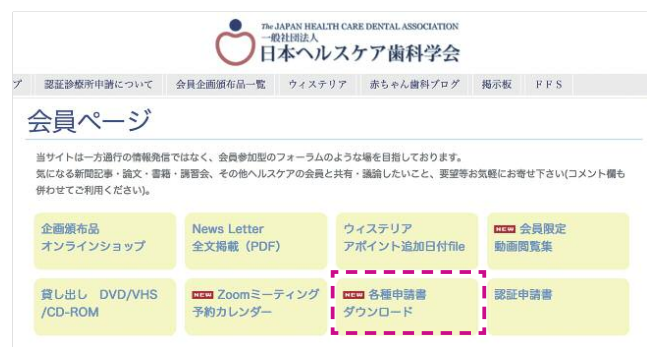 The JAPAN HEALTH CARE DENTAL ASSOCIATION
一般社団法人
日本ヘルスケア歯科学会
プ 認証診療所申請について 会員企画頒布品一覧 ウィステリア 赤ちゃん歯科ブログ 掲示板 FFS
会員ページ
当サイトは一方通行の情報発信ではなく、会員参加型のフォーラムのような場を目指しております。
気になる新聞記事・論文・書籍・講習会、その他ヘルスケアの会員と共有・議論したいこと、要望等お気軽にお寄せ下さい(コメント欄も
併わせてご利用ください)。
企画頒布品
オンラインショップ
News Letter
全文掲載（PDF）
ウィステリア
アポイント追加日付file
NEW 会員限定
動画閲覧集
貸し出し DVD/VHS
/CD-ROM
NEW Zoomミーティング
予約カレンダー
NEW 各種申請書
ダウンロード
認証申請書